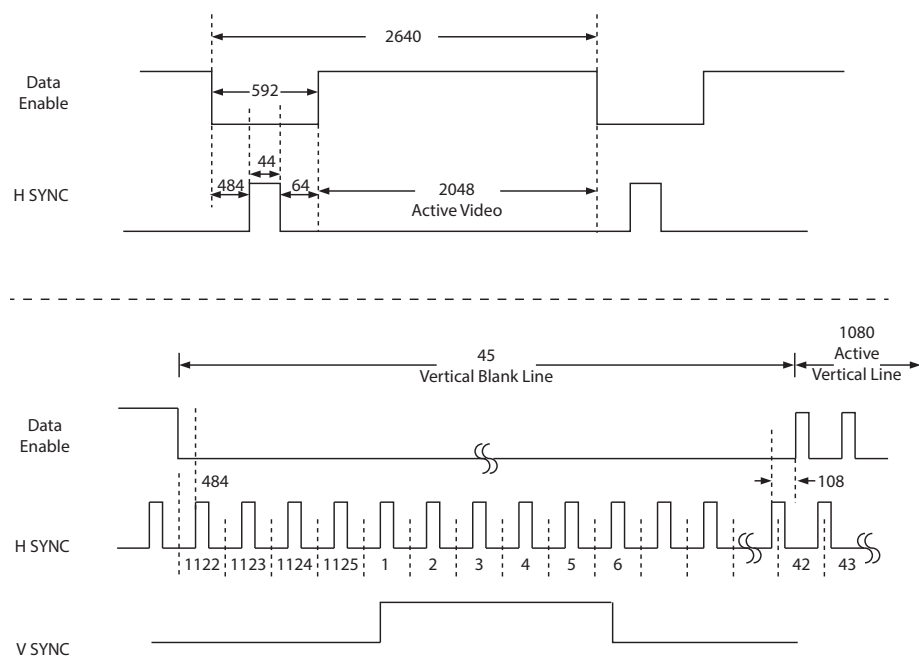 2640
Data
Enable
592
44
484
64
H SYNC
2048
Active Video
45
Vertical Blank Line
1080
Active
Vertical Line
Data
Enable
484
108
H SYNC
1122 1123 1124 1125 1 2 3 4 5 6 42 43
V SYNC